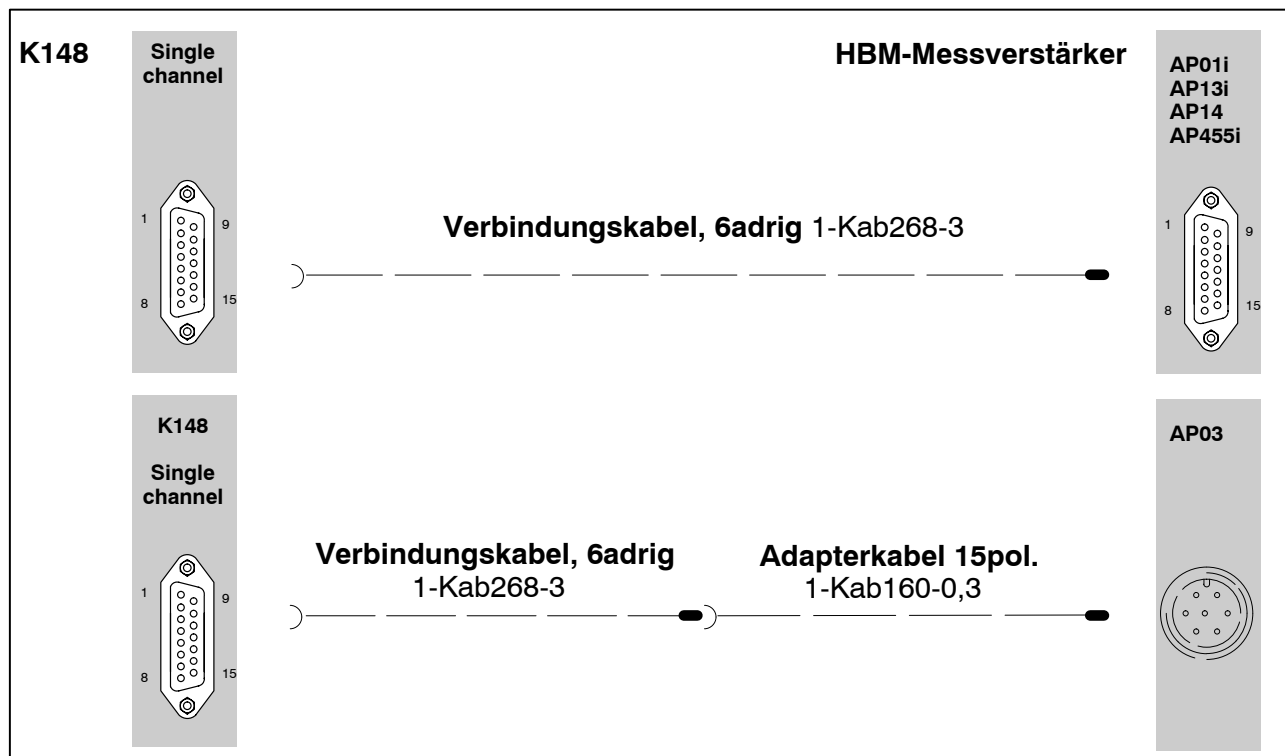 K148
Single
channel
HBM-Messverstärker
AP01i
AP13i
AP14
AP455i
1
9
8
15
Verbindungskabel, 6adrig 1-Kab268-3
1
9
8
15
K148
Single
channel
AP03
1
9
8
15
Verbindungskabel, 6adrig
1-Kab268-3
Adapterkabel 15pol.
1-Kab160-0,3